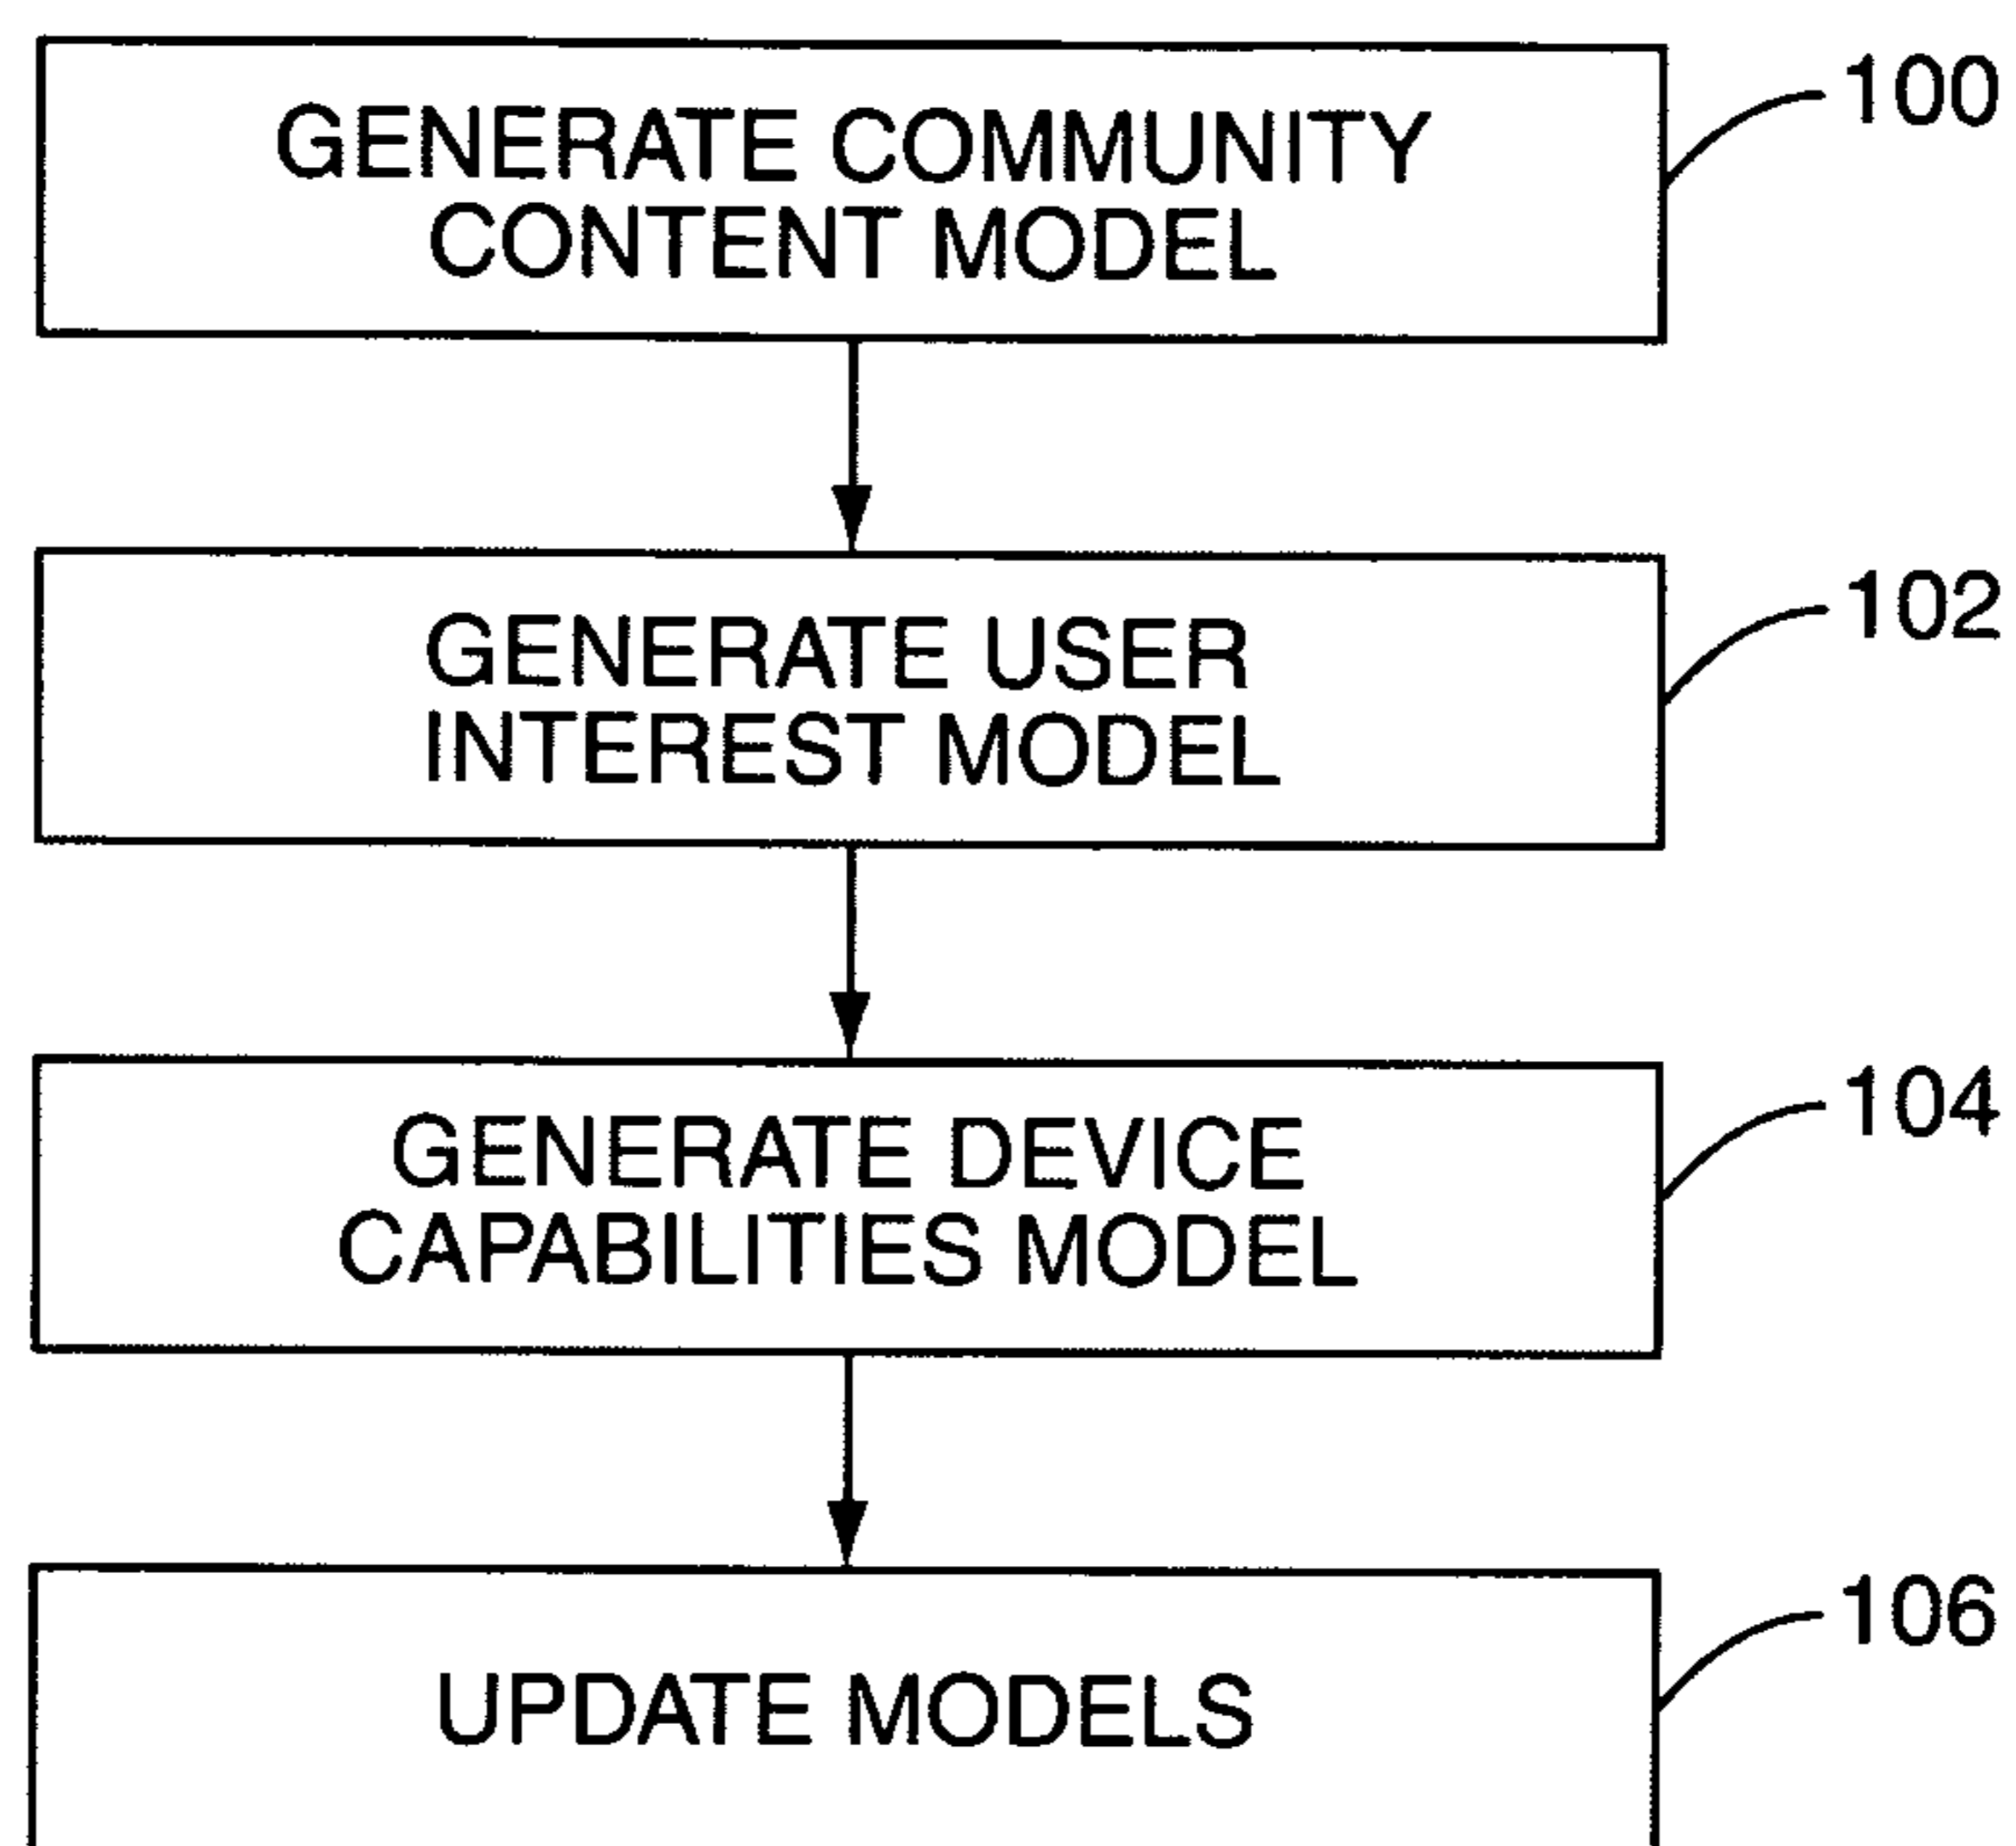 GENERATE COMMUNITY
CONTENT MODEL
100
GENERATE USER
INTEREST MODEL
102
GENERATE DEVICE
CAPABILITIES MODEL
104
UPDATE MODELS
106